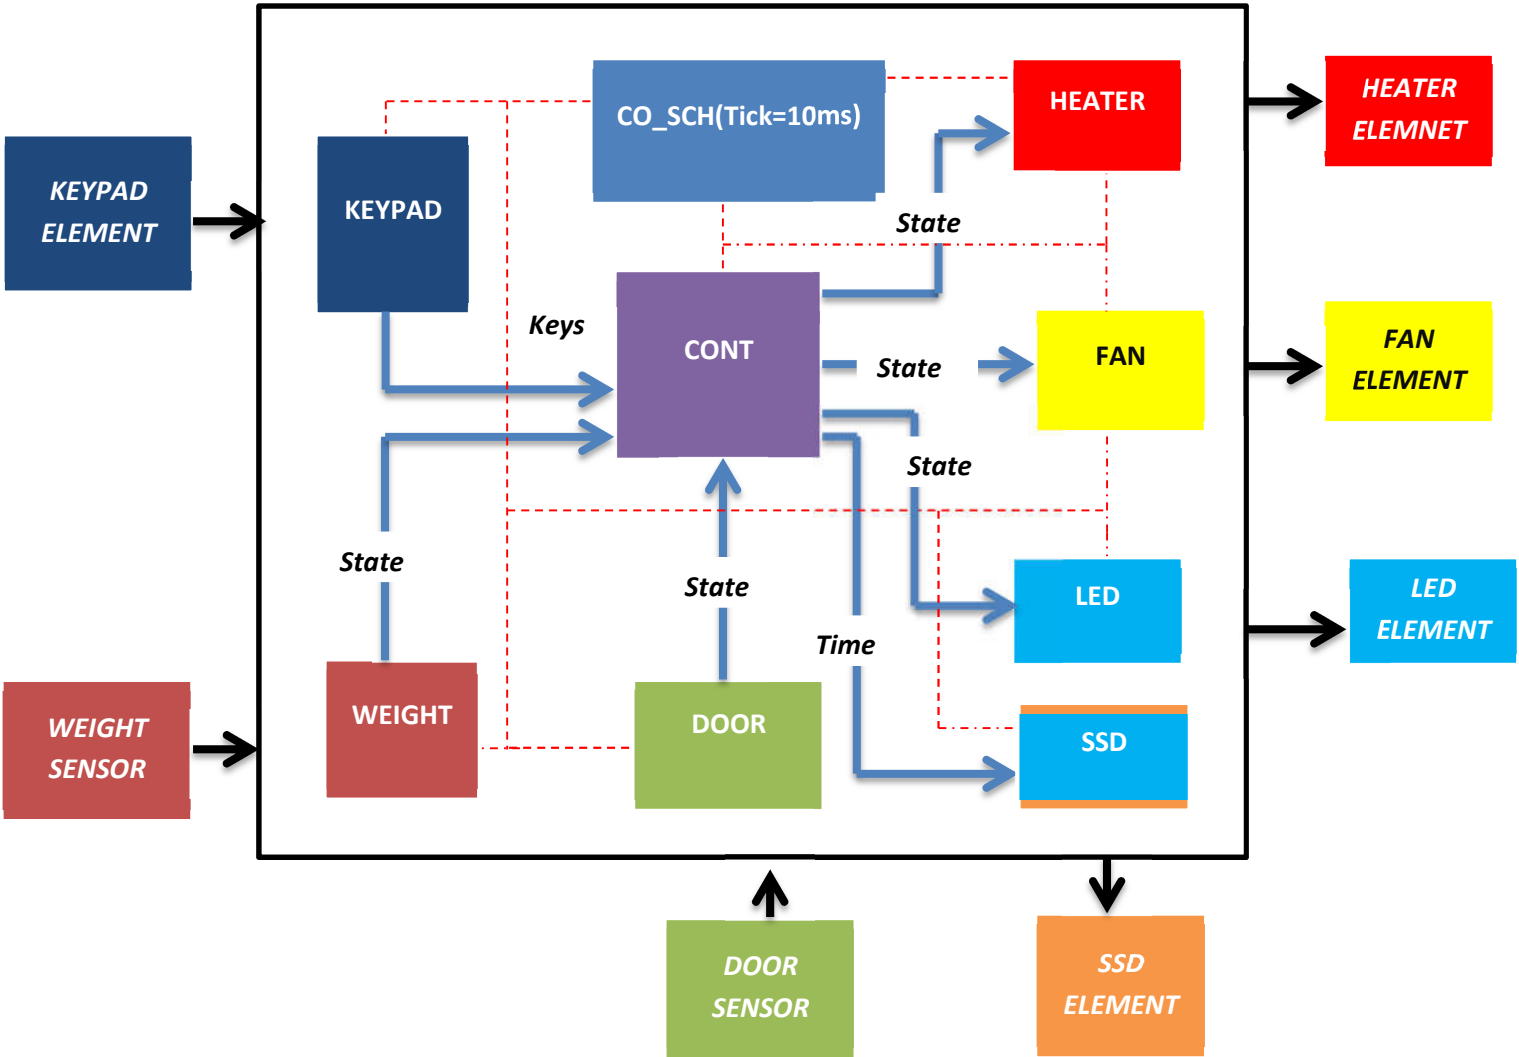 CO_SCH(Tick=10ms)
HEATER
HEATER
ELEMNET
KEYPAD
ELEMENT
KEYPAD
State
Keys
CONT
State
FAN
FAN
ELEMENT
State
State
State
LED
LED
ELEMENT
Time
WEIGHT
SENSOR
WEIGHT
DOOR
SSD
DOOR
SENSOR
SSD
ELEMENT